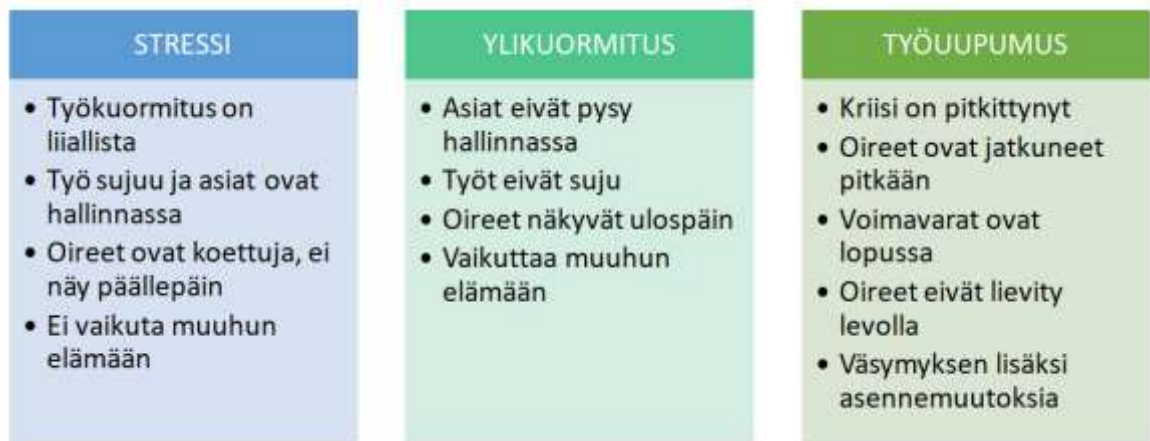 STRESSI
• Työkuormitus on
liiallista
• Työ sujuu ja asiat ovat
hallinnassa
• Oireet ovat koettuja, ei
näy päällepäin
• Ei vaikuta muuhun
elämään
YLIKUORMITUS
• Asiat eivät pysy
hallinnassa
• Työt eivät suju
• Oireet näkyvät ulospäin
• Vaikuttaa muuhun
elämään
TYÖUUPUMUS
• Kriisi on pitkittynyt
• Oireet ovat jatkuneet
pitkään
• Voimavarat ovat
lopussa
• Oireet eivät lievity
levolla
• Väsymyksen lisäksi
asennemuutoksia